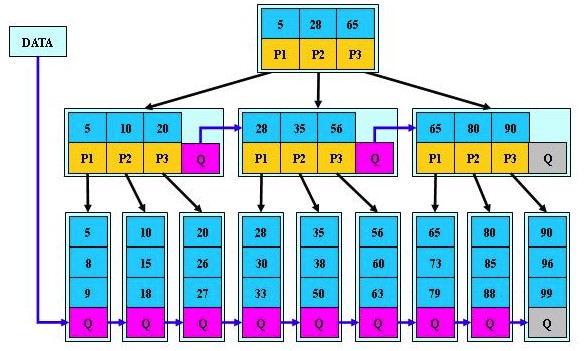 5 28 65
DATA
P1 P2 P3
5 10 20
28 35 56
65 80 90
P1 P2 P3 Q
P1 P2 P3 Q
P1 P2 P3 Q
5 10 20 28 35 56 65 80 90
8 15 26 30 38 60 73 85 96
9 18 27 33 50 63 79 88 99
Q Q Q Q Q Q Q Q Q